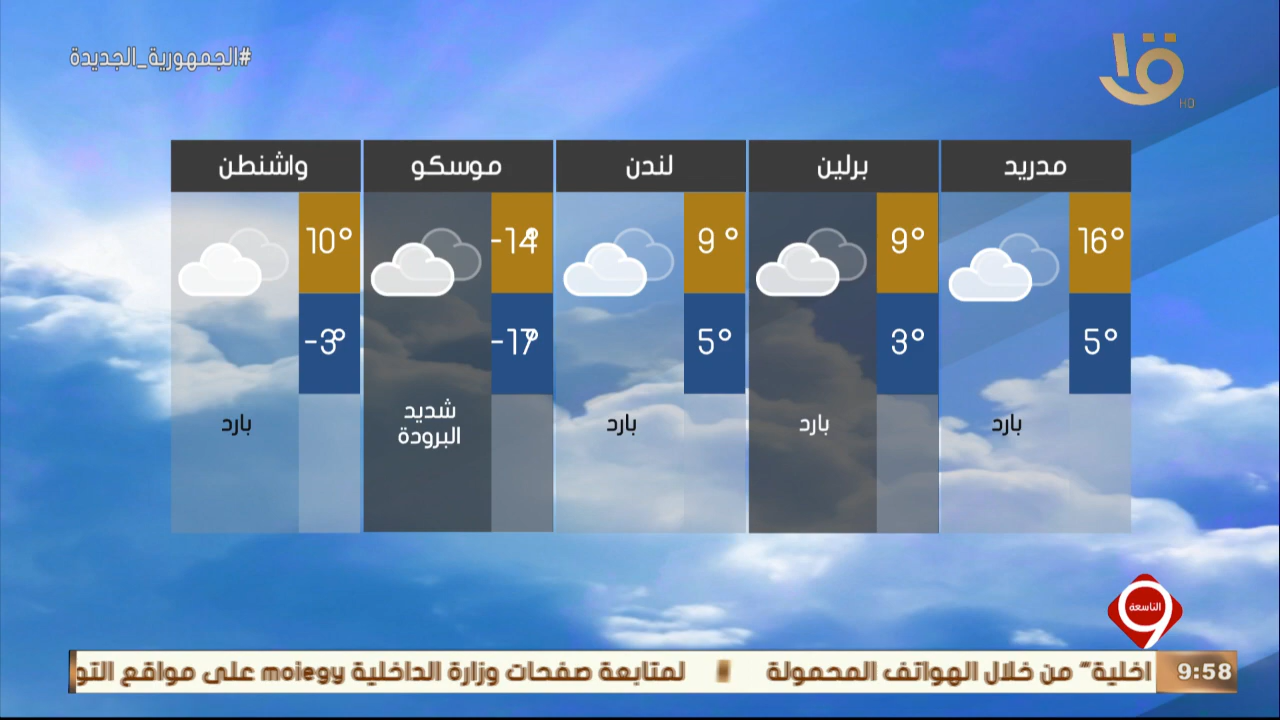 #الجمهورية_الجديدة
HD
مدريد
16°
5°
بارد
برلين
9°
3°
بارد
لندن
9°
5°
بارد
موسكو
-14°
-17°
شديد
البرودة
واشنطن
10°
-3°
بارد
التاسعة
9
9:58
اخلية" من خلال الهواتف المحمولة
لمتابعة صفحات وزارة الداخلية moiegy على مواقع التو